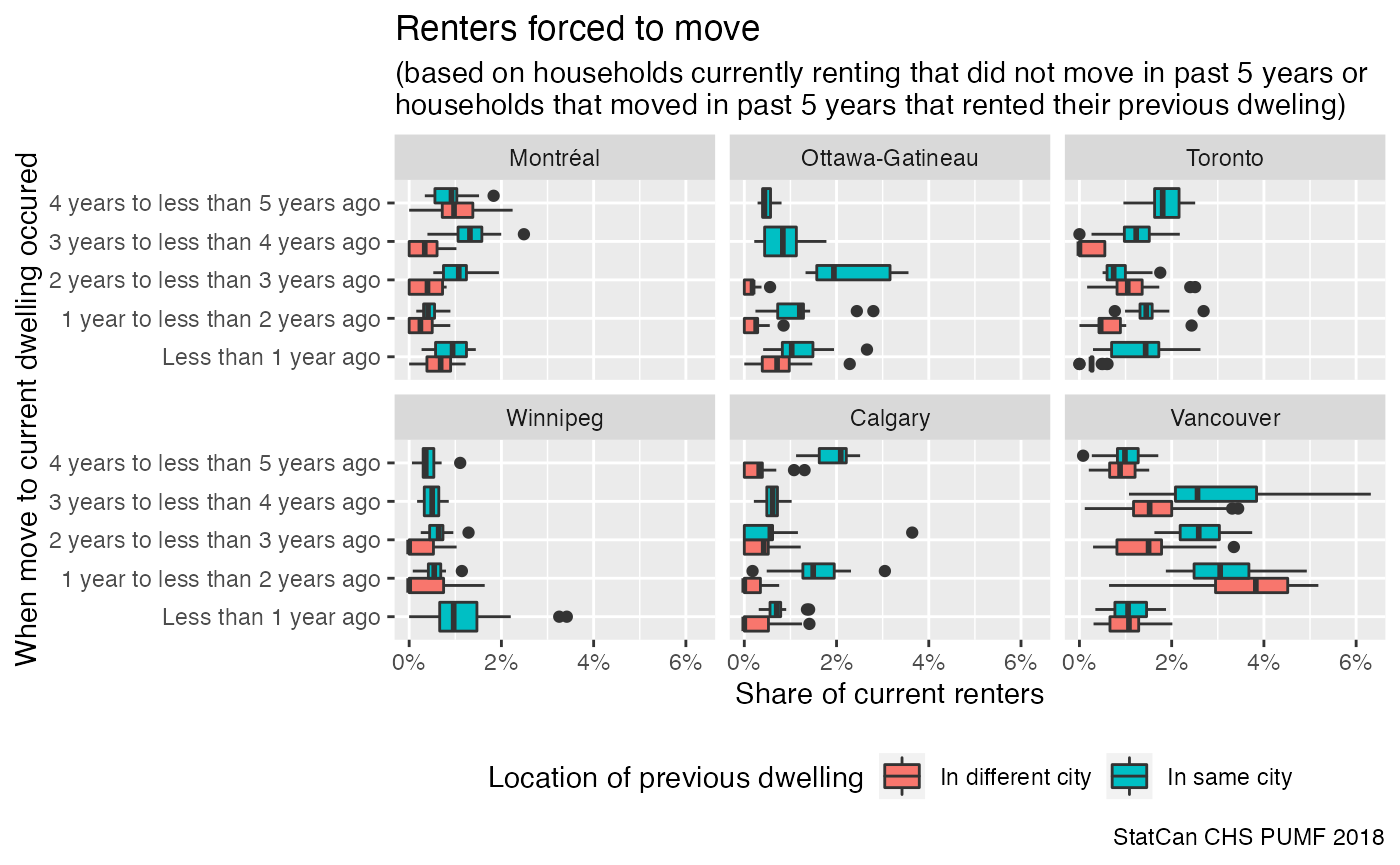 Renters forced to move
(based on households currently renting that did not move in past 5 years or
households that moved in past 5 years that rented their previous dweling)
When move to current dwelling occured
Montréal
Ottawa-Gatineau
Toronto
4 years to less than 5 years ago
3 years to less than 4 years ago
2 years to less than 3 years ago
1 year to less than 2 years ago
Less than 1 year ago
Winnipeg
Calgary
Vancouver
4 years to less than 5 years ago
3 years to less than 4 years ago
2 years to less than 3 years ago
1 year to less than 2 years ago
Less than 1 year ago
0% 2% 4% 6% 0% 2% 4% 6% 0% 2% 4% 6%
Share of current renters
Location of previous dwelling In different city In same city
StatCan CHS PUMF 2018